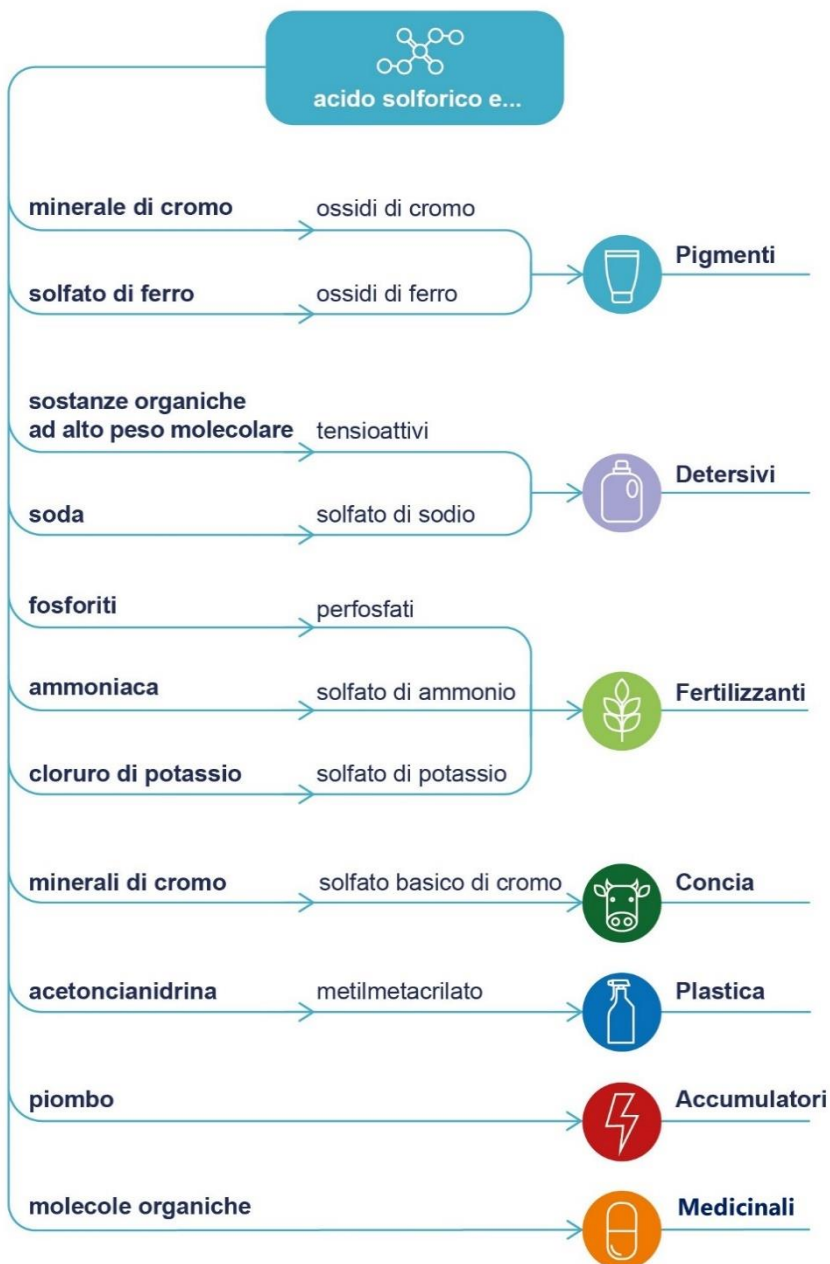 acido solforico e...
minerale di cromo
ossidi di cromo
Pigmenti
solfato di ferro
ossidi di ferro
sostanze organiche
ad alto peso molecolare
tensioattivi
Detersivi
soda
solfato di sodio
fosforiti
perfosfati
ammoniaca
solfato di ammonio
Fertilizzanti
cloruro di potassio
solfato di potassio
minerali di cromo
solfato basico di cromo
Concia
acetoncianidrina
metilmetacrilato
Plastica
piombo
Accumulatori
molecole organiche
Medicinali